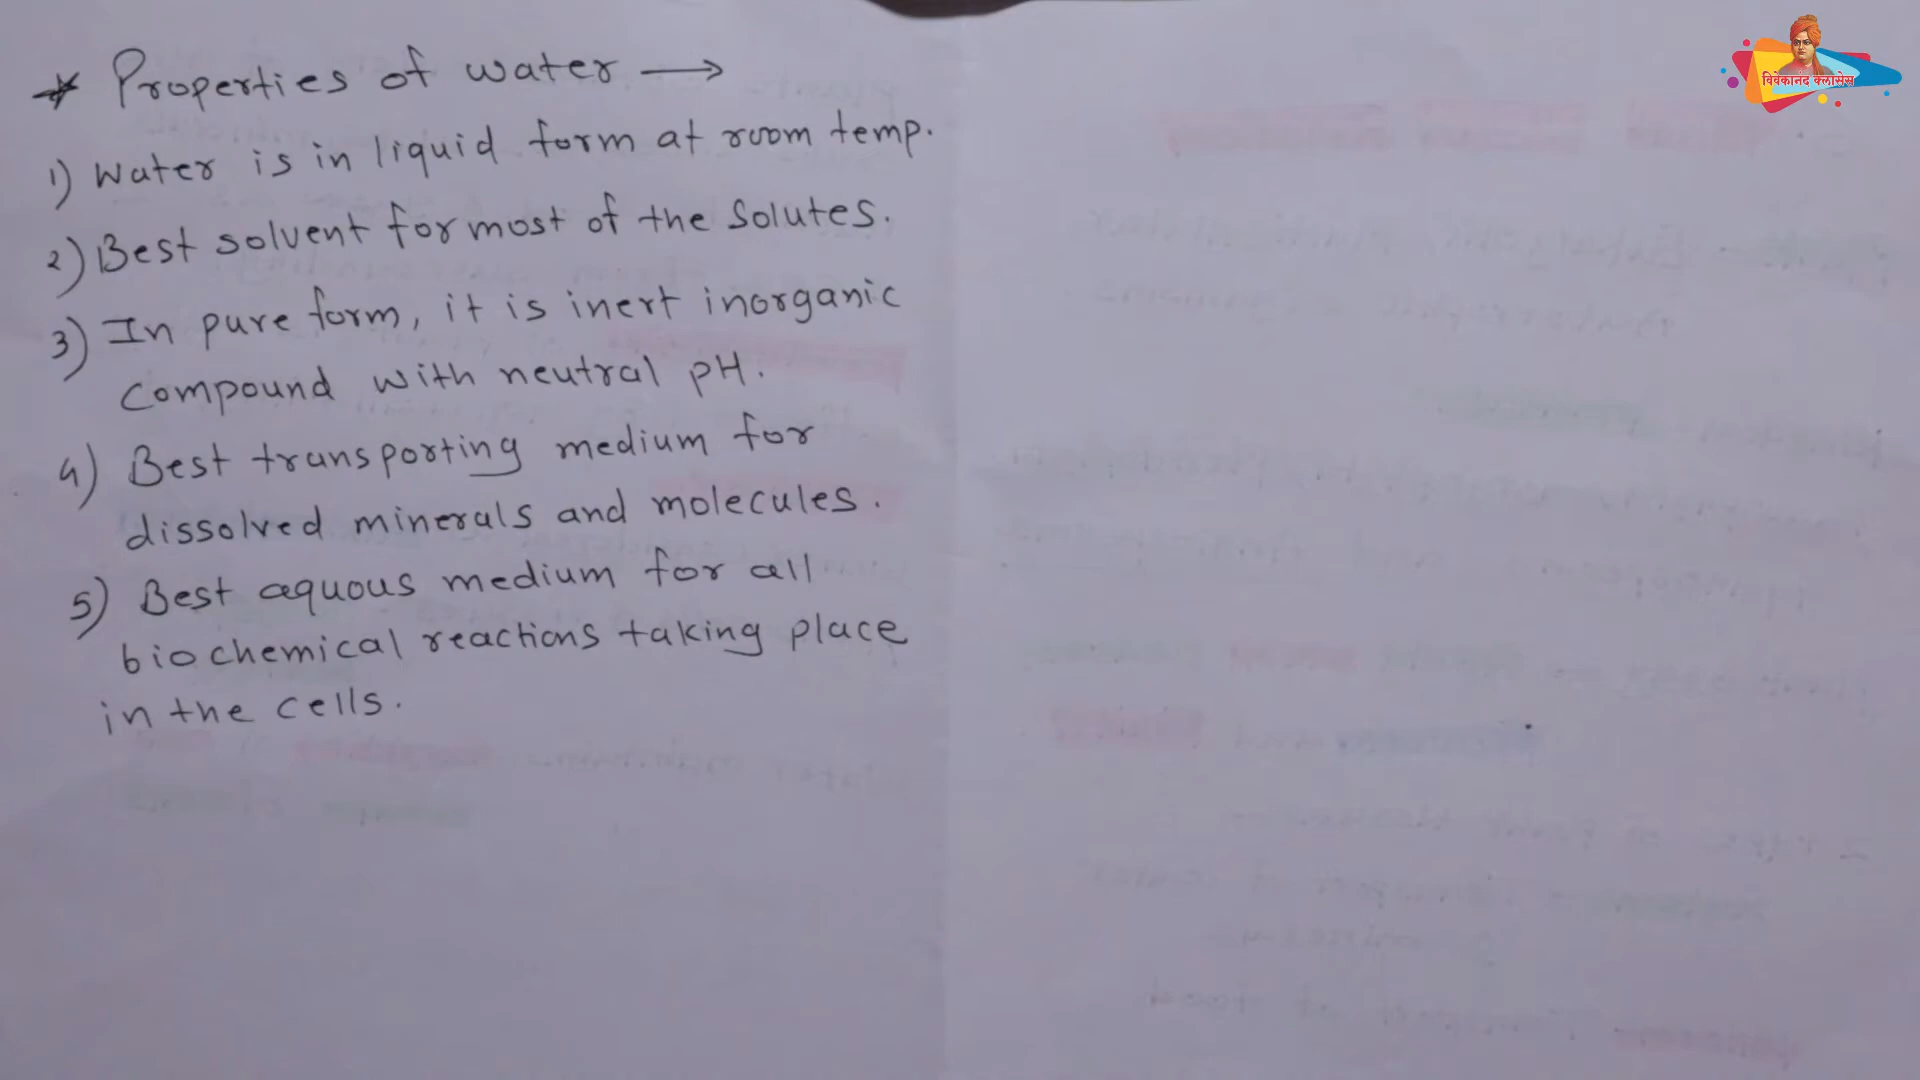 * Properties of water →
1) Water is in liquid form at room temp.
2) Best solvent for most of the solutes.
3) In pure form, it is inert inorganic
compound with neutral pH.
4) Best transporting medium for
dissolved minerals and molecules.
5) Best aquous medium for all
biochemical reactions taking place
in the cells.
विवेकानंद क्लासेस